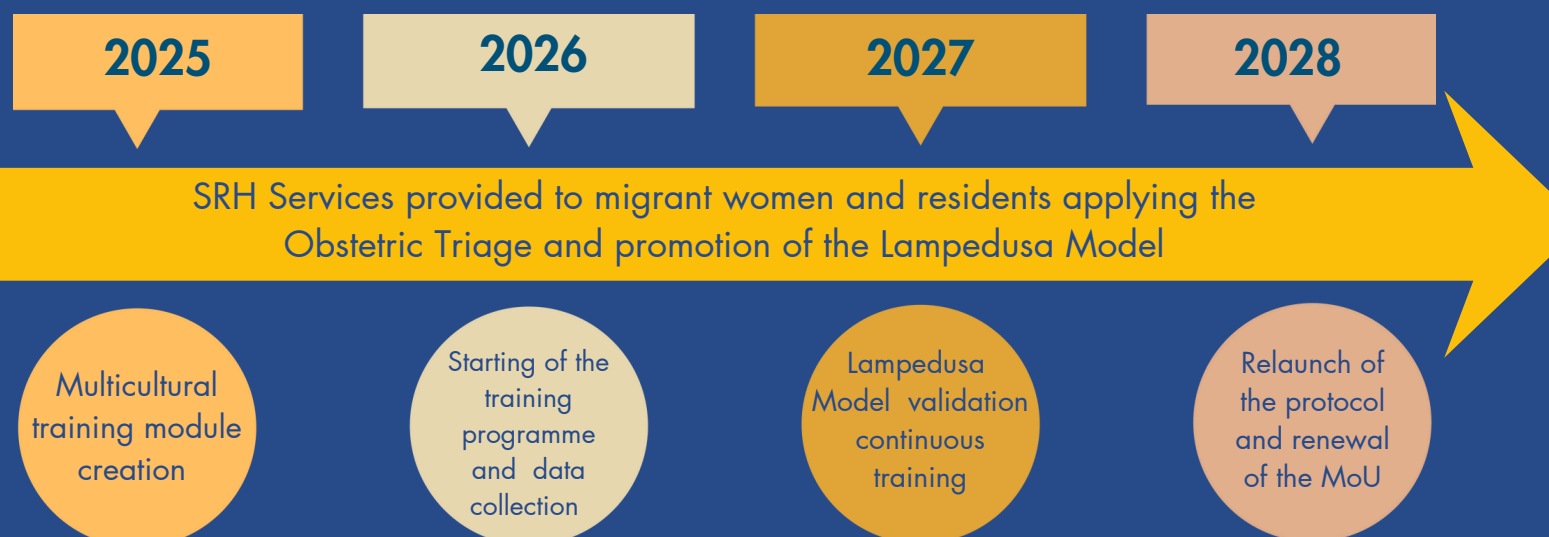 2025
2026
2027
2028
SRH Services provided to migrant women and residents applying the
Obstetric Triage and promotion of the Lampedusa Model
Multicultural
training module
creation
Starting of the
training
programme
and data
collection
Lampedusa
Model validation
continuous
training
Relaunch of
the protocol
and renewal
of the MoU